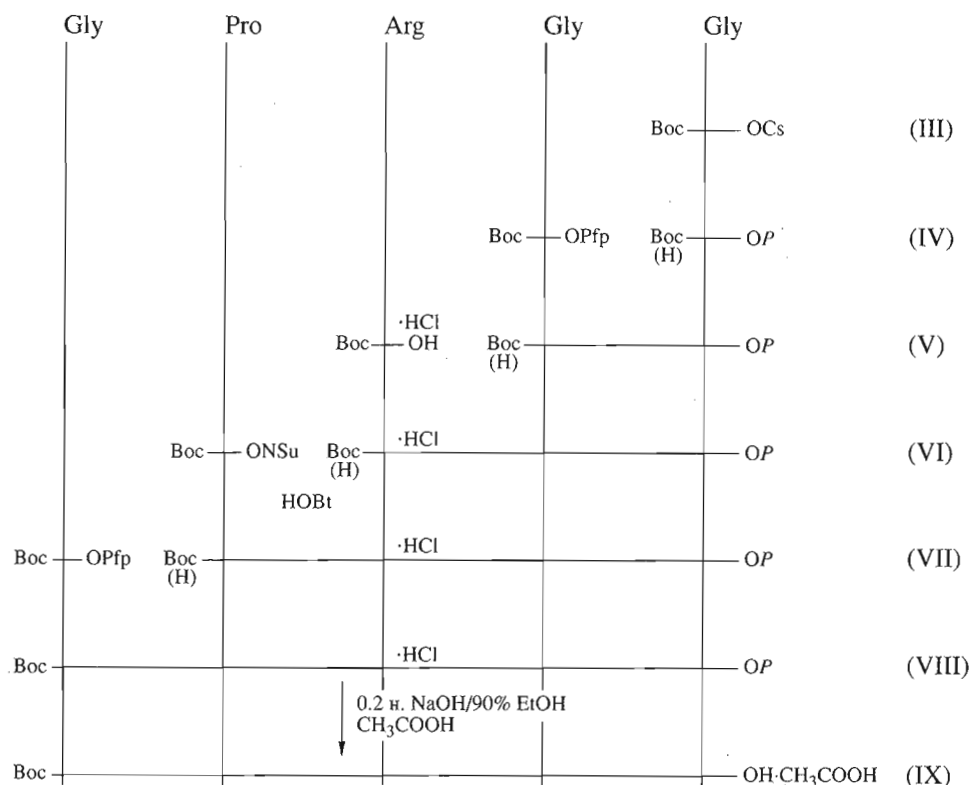 Gly Pro Arg Gly Gly
Boc OCs (III)
Boc OPfp Boc OP (IV)
(H)
·HCl
Boc OH Boc OP (V)
(H)
Boc ONSu Boc ·HCl OP (VI)
(H)
HOBt
Boc OPfp Boc ·HCl OP (VII)
(H)
Boc ·HCl OP (VIII)
0.2 н. NaOH/90% EtOH
CH₃COOH
Boc OH·CH₃COOH (IX)